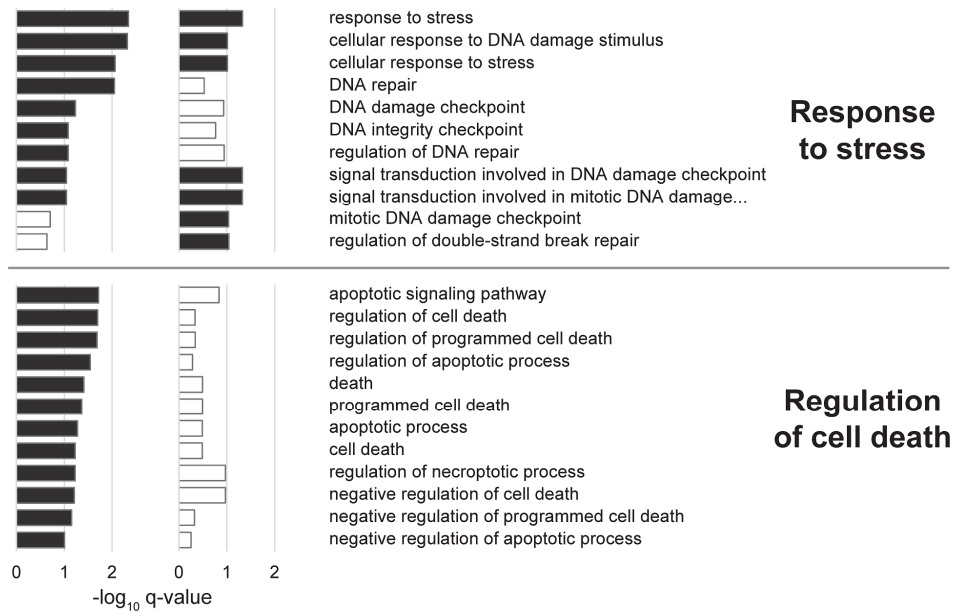 response to stress
cellular response to DNA damage stimulus
cellular response to stress
DNA repair
DNA damage checkpoint
DNA integrity checkpoint
regulation of DNA repair
signal transduction involved in DNA damage checkpoint
signal transduction involved in mitotic DNA damage...
mitotic DNA damage checkpoint
regulation of double-strand break repair
Response
to stress
apoptotic signaling pathway
regulation of cell death
regulation of programmed cell death
regulation of apoptotic process
death
programmed cell death
apoptotic process
cell death
regulation of necroptotic process
negative regulation of cell death
negative regulation of programmed cell death
negative regulation of apoptotic process
Regulation
of cell death
0 1 2 0 1 2
-log10 q-value